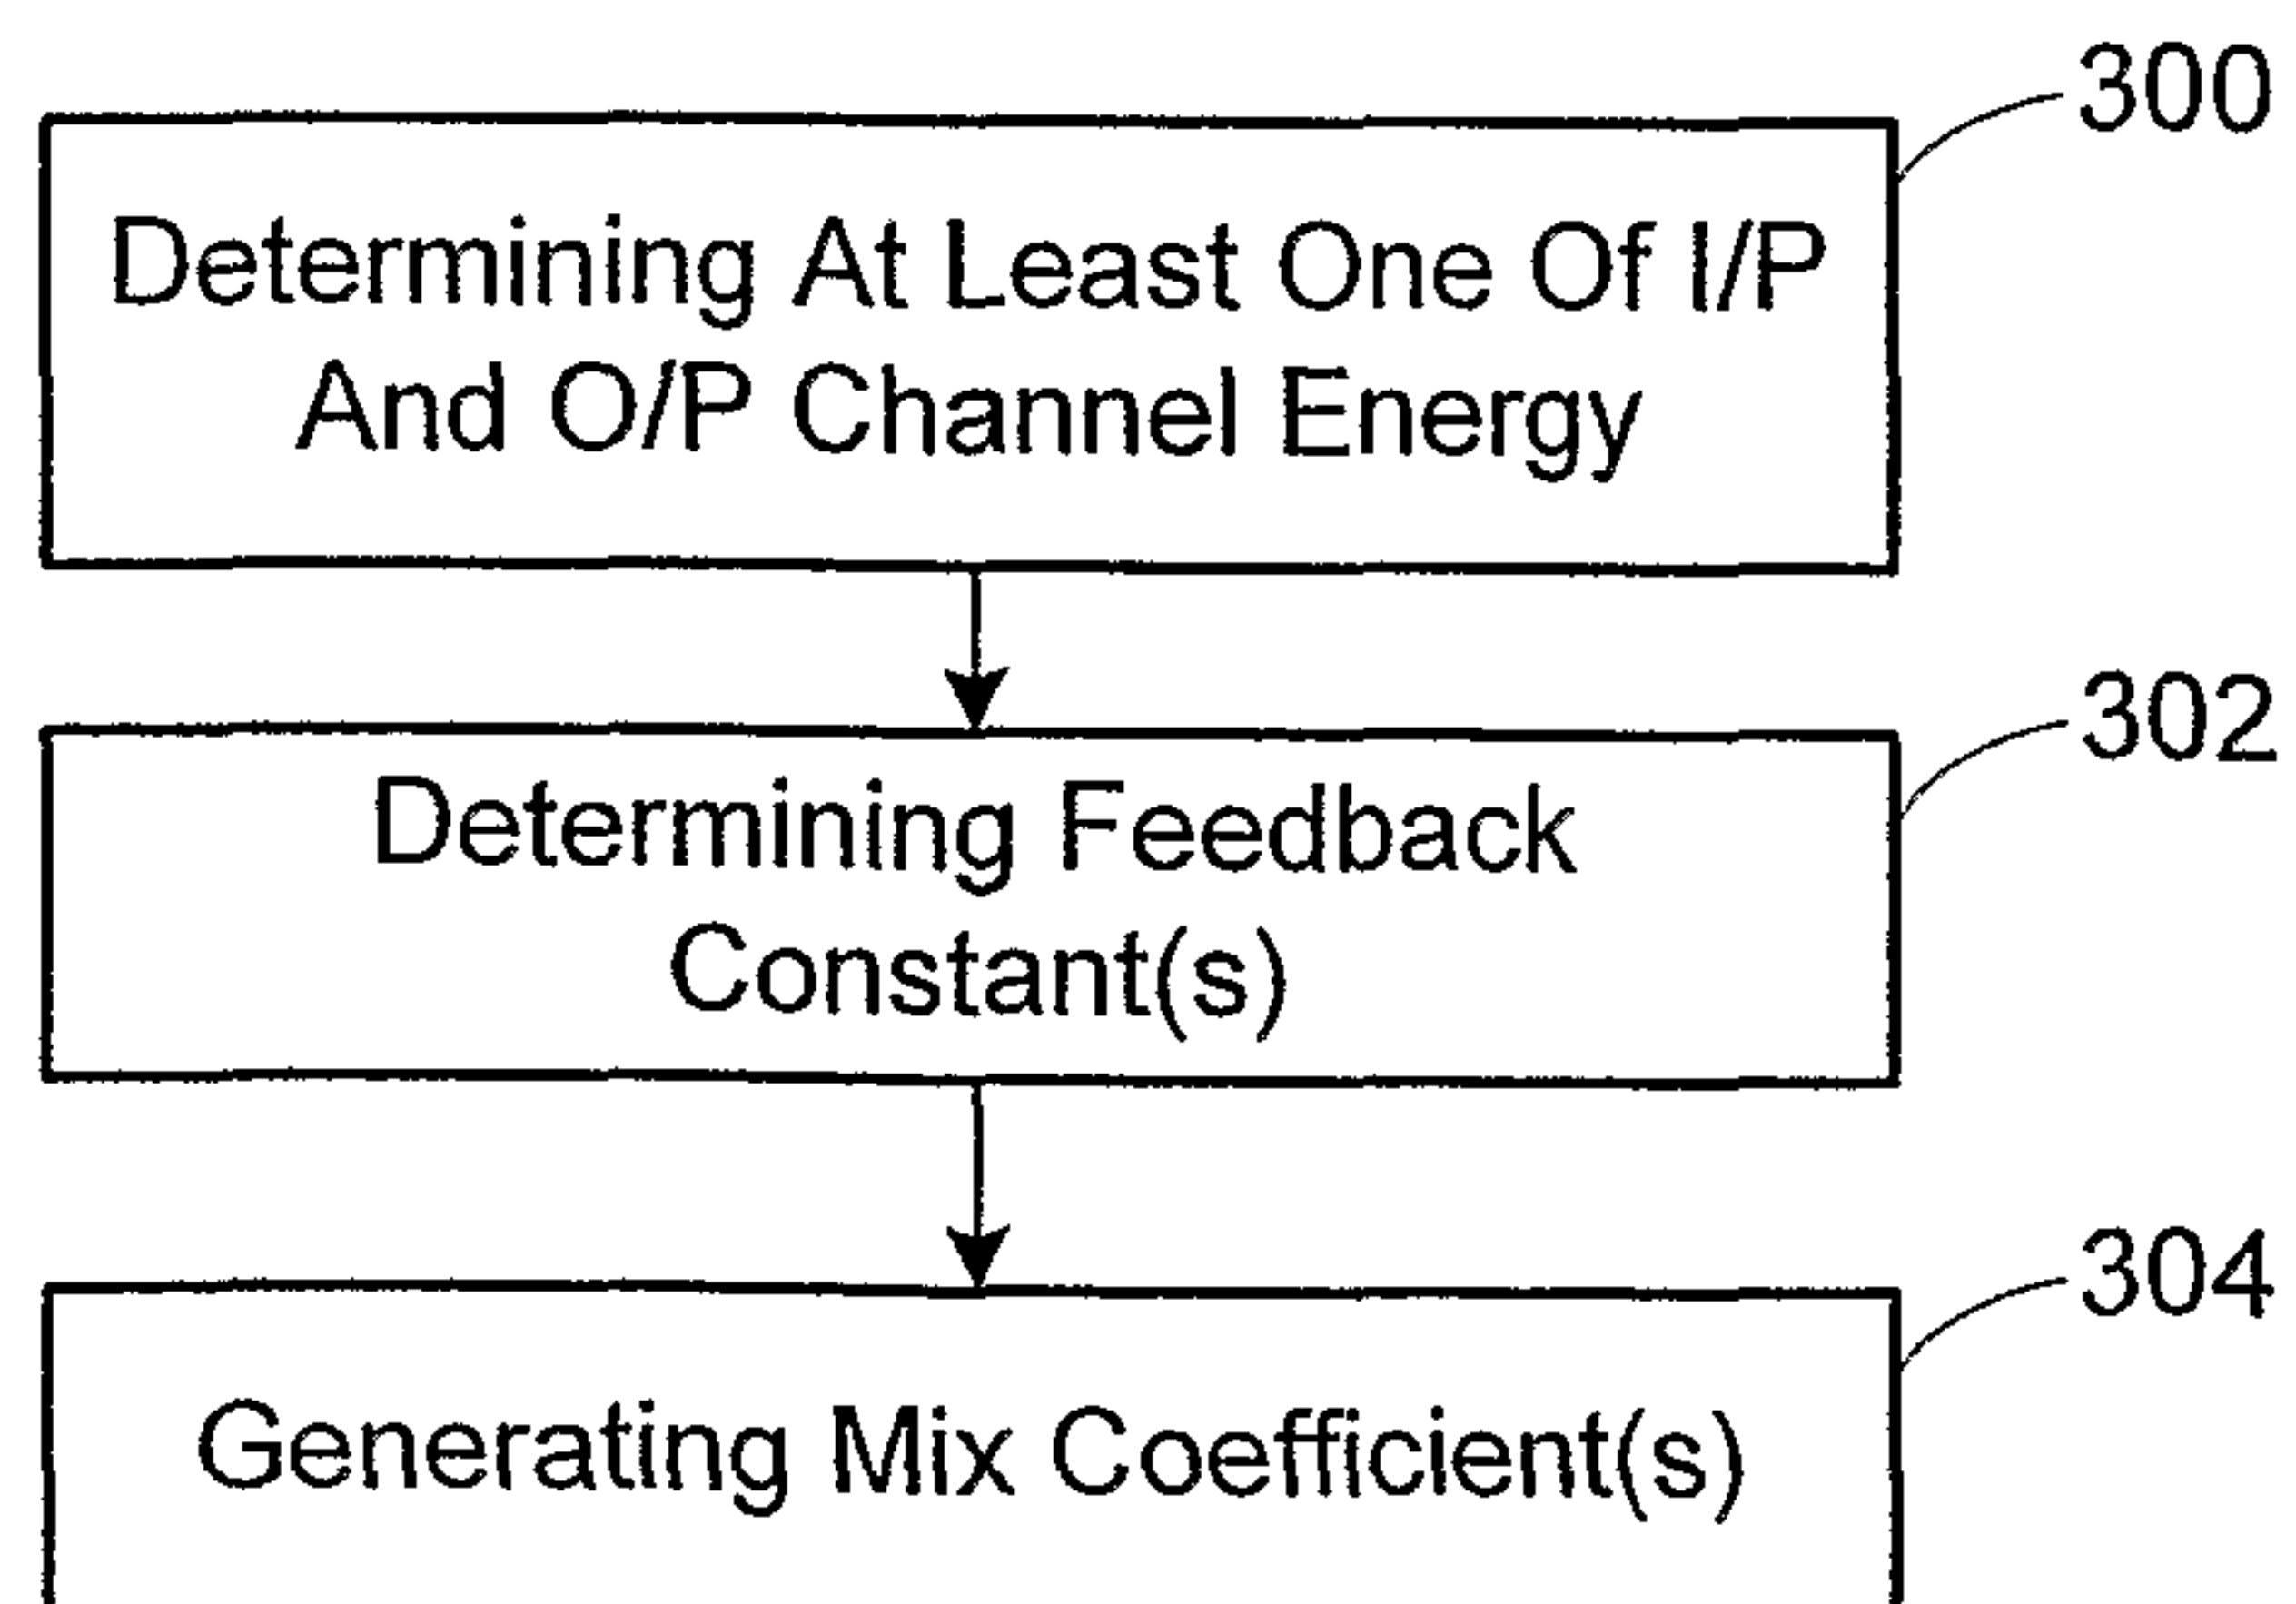 300
Determining At Least One Of I/P
And O/P Channel Energy
302
Determining Feedback
Constant(s)
304
Generating Mix Coefficient(s)